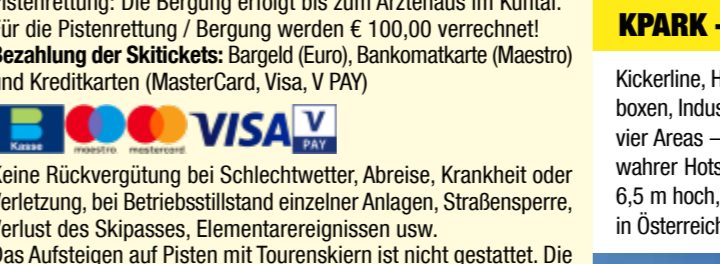 Pistenrettung: Die Bergung erfolgt bis zum Ärztehaus im Kühtai.
Für die Pistenrettung / Bergung werden € 100,00 verrechnet!
Bezahlung der Skitickets: Bargeld (Euro), Bankomatkarte (Maestro)
und Kreditkarten (MasterCard, Visa, V PAY)
Kasse maestro mastercard VISA V PAY
Keine Rückvergütung bei Schlechtwetter, Abreise, Krankheit oder
Verletzung, bei Betriebsstillstand einzelner Anlagen, Straßensperre,
Verlust des Skipasses, Elementarereignissen usw.
Das Aufsteigen auf Pisten mit Tourenskiern ist nicht gestattet. Die
KPARK -
Kickerline, H
boxen, Indus
vier Areas –
wahrer Hots
6,5 m hoch,
in Österreich